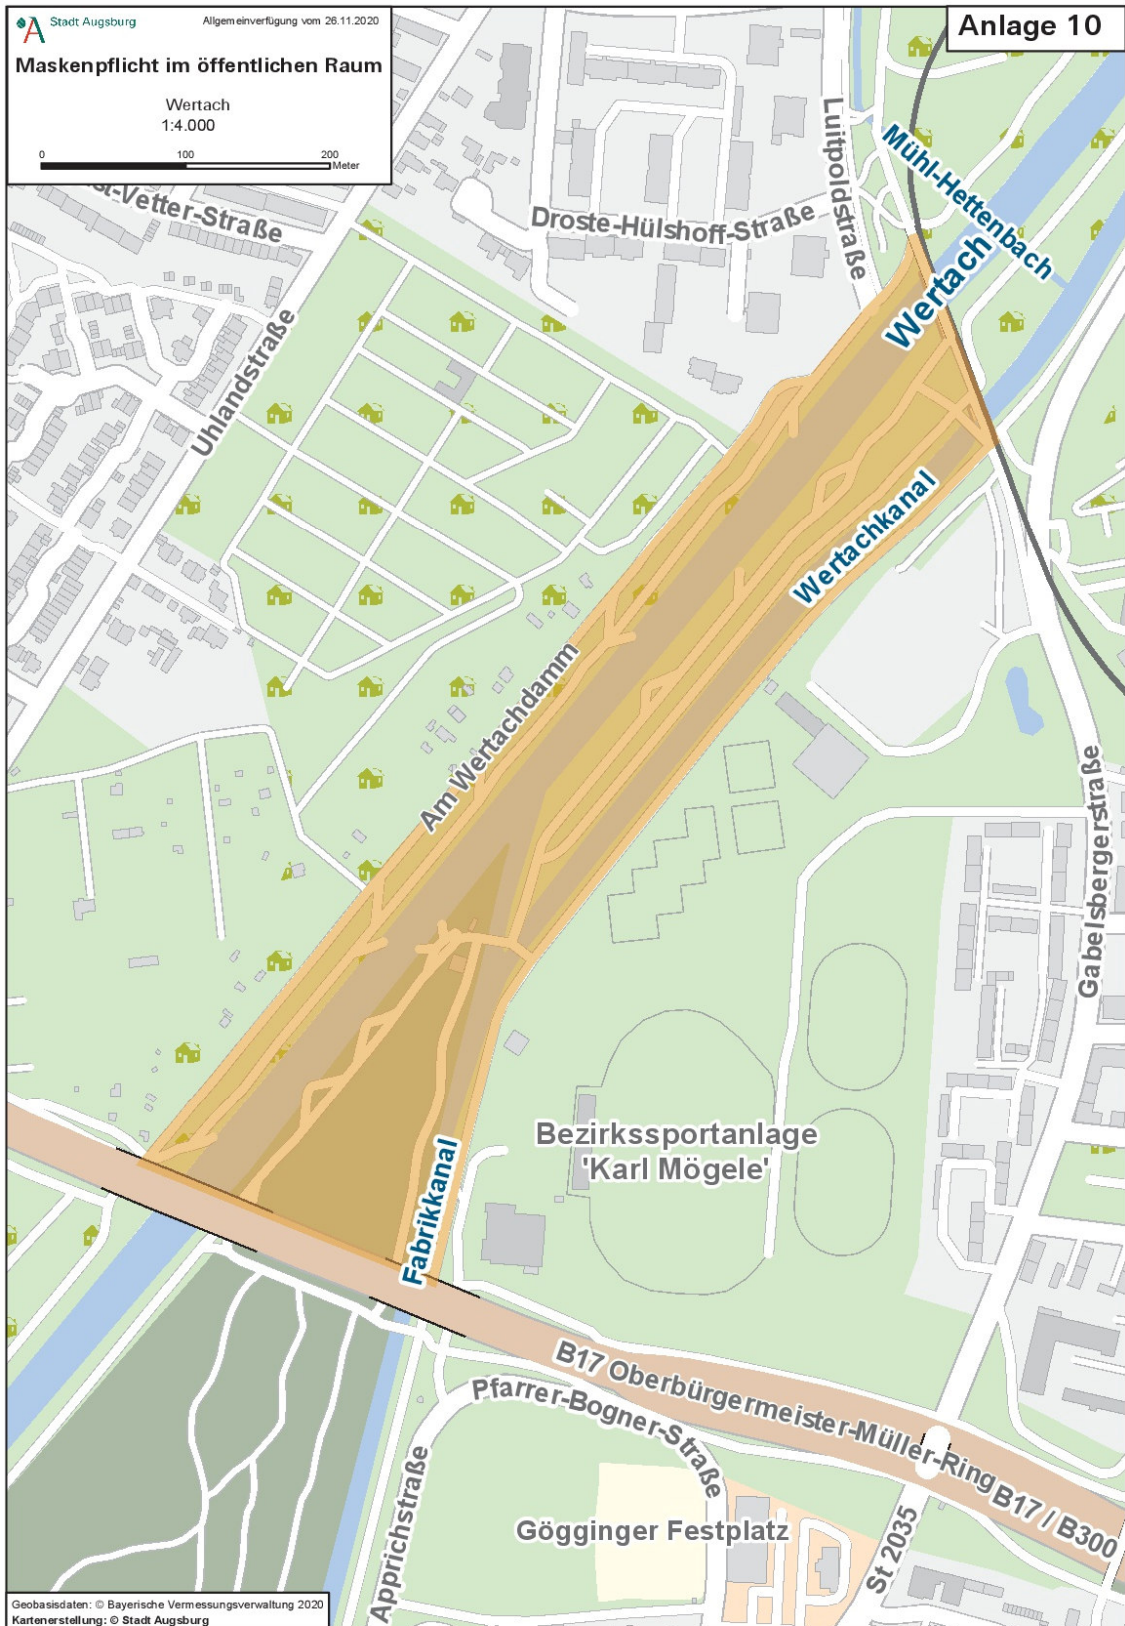 Stadt Augsburg
Allgemeinverfügung vom 26.11.2020
Maskenpflicht im öffentlichen Raum
Wertach
1:4.000
0 100 200 Meter
Anlage 10
st-Vetter-Straße
Droste-Hülshoff-Straße
Luitpoldstraße
Mühl-Hettenbach
Wertach
Uhlandstraße
Wertachkanal
Am Wertachdamm
Gabelsbergerstraße
Bezirkssportanlage
'Karl Mögele'
Fabrikkanal
B17 Oberbürgermeister-Müller-Ring
B17 / B300
Pfarrer-Bogner-Straße
Apprichstraße
Gögginger Festplatz
St 2035
Geobasisdaten: © Bayerische Vermessungsverwaltung 2020
Kartenerstellung: © Stadt Augsburg